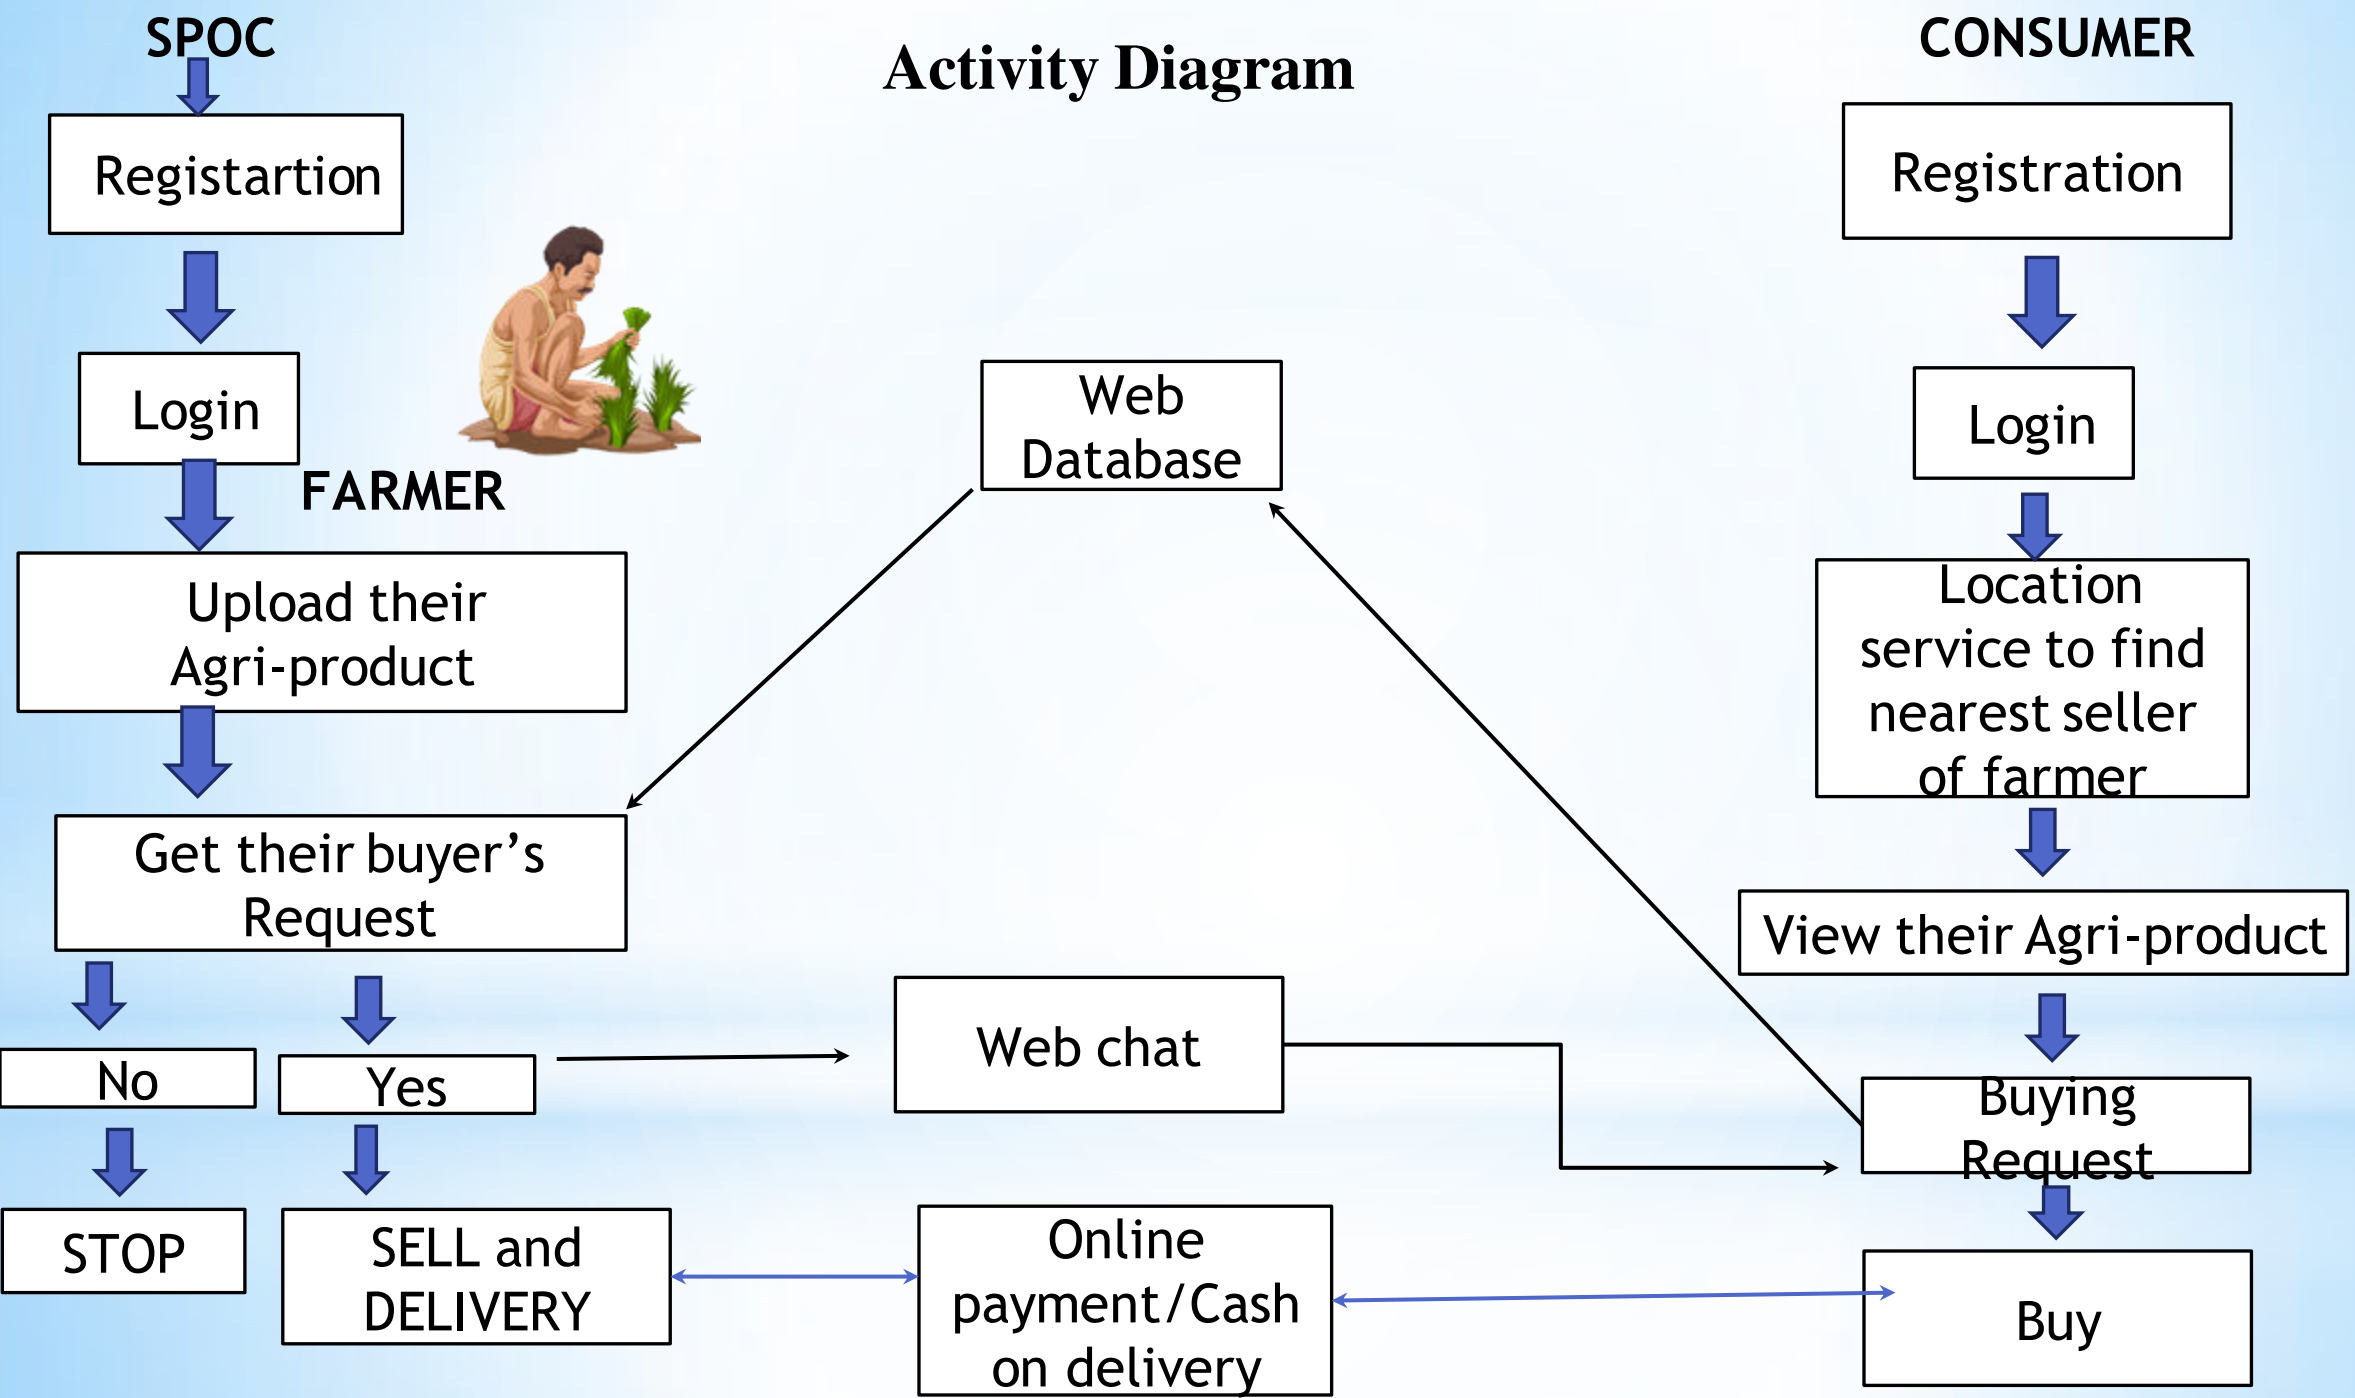 SPOC
Activity Diagram
CONSUMER
Registartion
Registration
Login
FARMER
Web
Database
Login
Upload their
Agri-product
Location
service to find
nearest seller
of farmer
Get their buyer’s
Request
View their Agri-product
No
Yes
Web chat
Buying
Request
STOP
SELL and
DELIVERY
Online
payment/Cash
on delivery
Buy